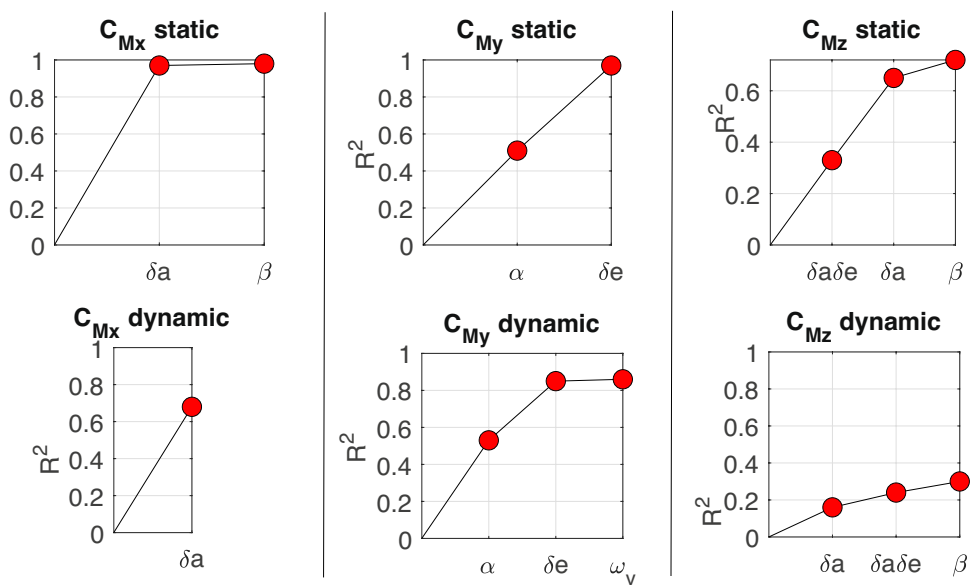 C_Mx static
1
0.8
0.6
0.4
0.2
0
δa β
C_My static
R²
1
0.8
0.6
0.4
0.2
0
α δe
C_Mz static
R²
0.6
0.4
0.2
0
δaδe δa β
C_Mx dynamic
R²
1
0.8
0.6
0.4
0.2
0
δa
C_My dynamic
R²
1
0.8
0.6
0.4
0.2
0
α δe ω_y
C_Mz dynamic
R²
1
0.8
0.6
0.4
0.2
0
δa δaδe β